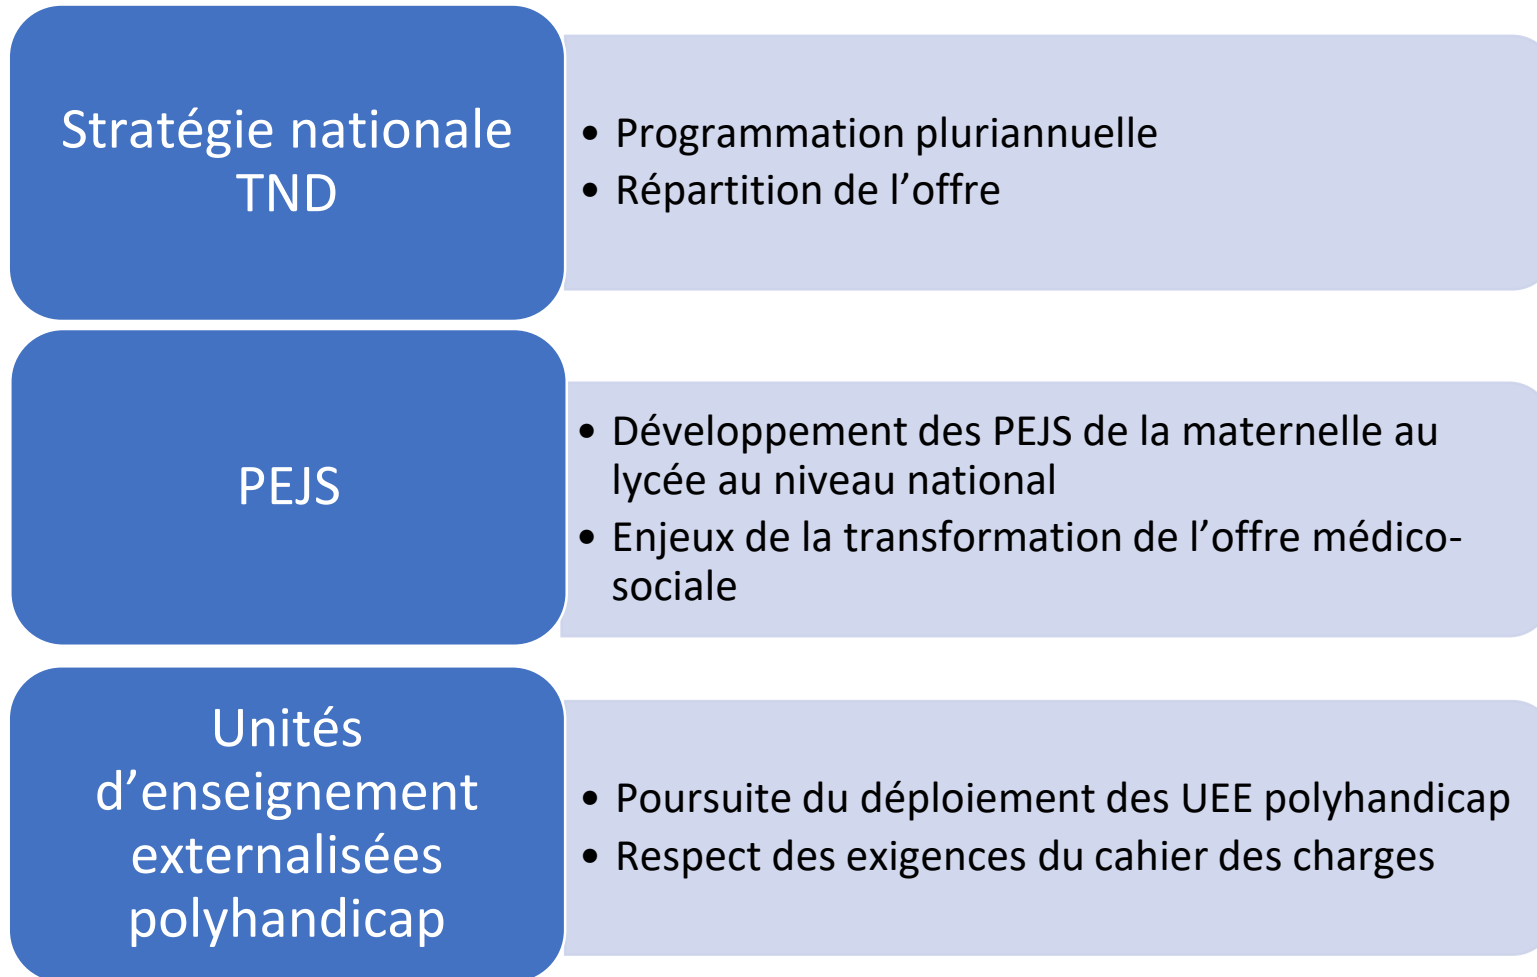 Stratégie nationale
TND
• Programmation pluriannuelle
• Répartition de l’offre
PEJS
• Développement des PEJS de la maternelle au
lycée au niveau national
• Enjeux de la transformation de l’offre médico-
sociale
Unités
d’enseignement
externalisées
polyhandicap
• Poursuite du déploiement des UEE polyhandicap
• Respect des exigences du cahier des charges